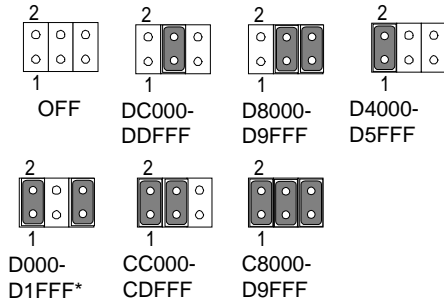 2 2 2 2
1 1 1 1
OFF DC000- D8000- D4000-
DDFFF D9FFF D5FFF
2 2 2
1 1 1
D000- CC000- C8000-
D1FFF* CDFFF D9FFF